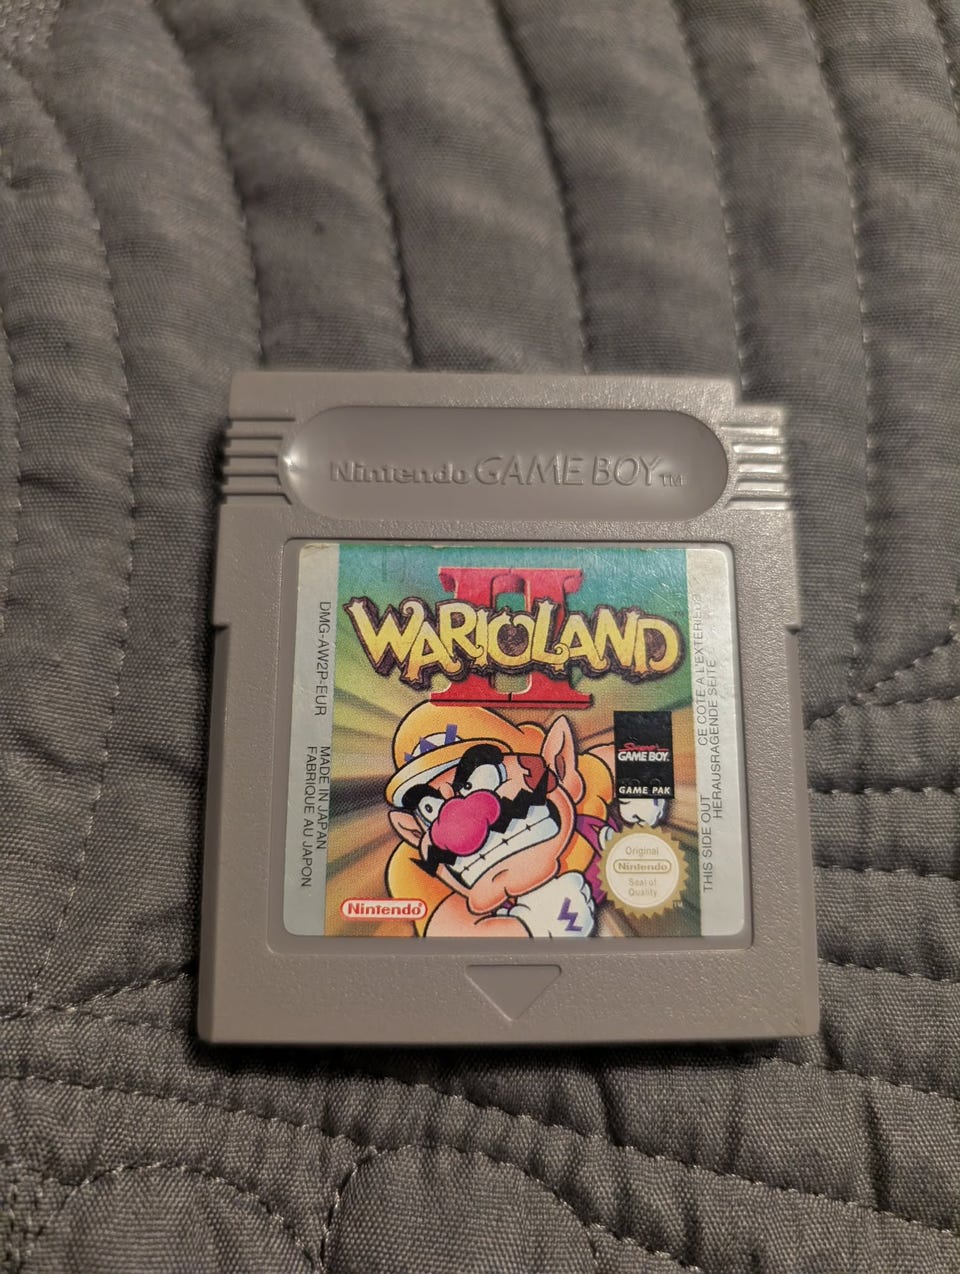 Nintendo GAME BOY TM
II
WARIOLAND
DMG-AW2P-EUR
MADE IN JAPAN
FABRIQUE AU JAPON
Super
GAME BOY
GAME PAK
Original
Nintendo
Seal of
Quality
Nintendo
THIS SIDE OUT CE COTE A L'EXTERIE
HERAUSRAGENDE SEITE